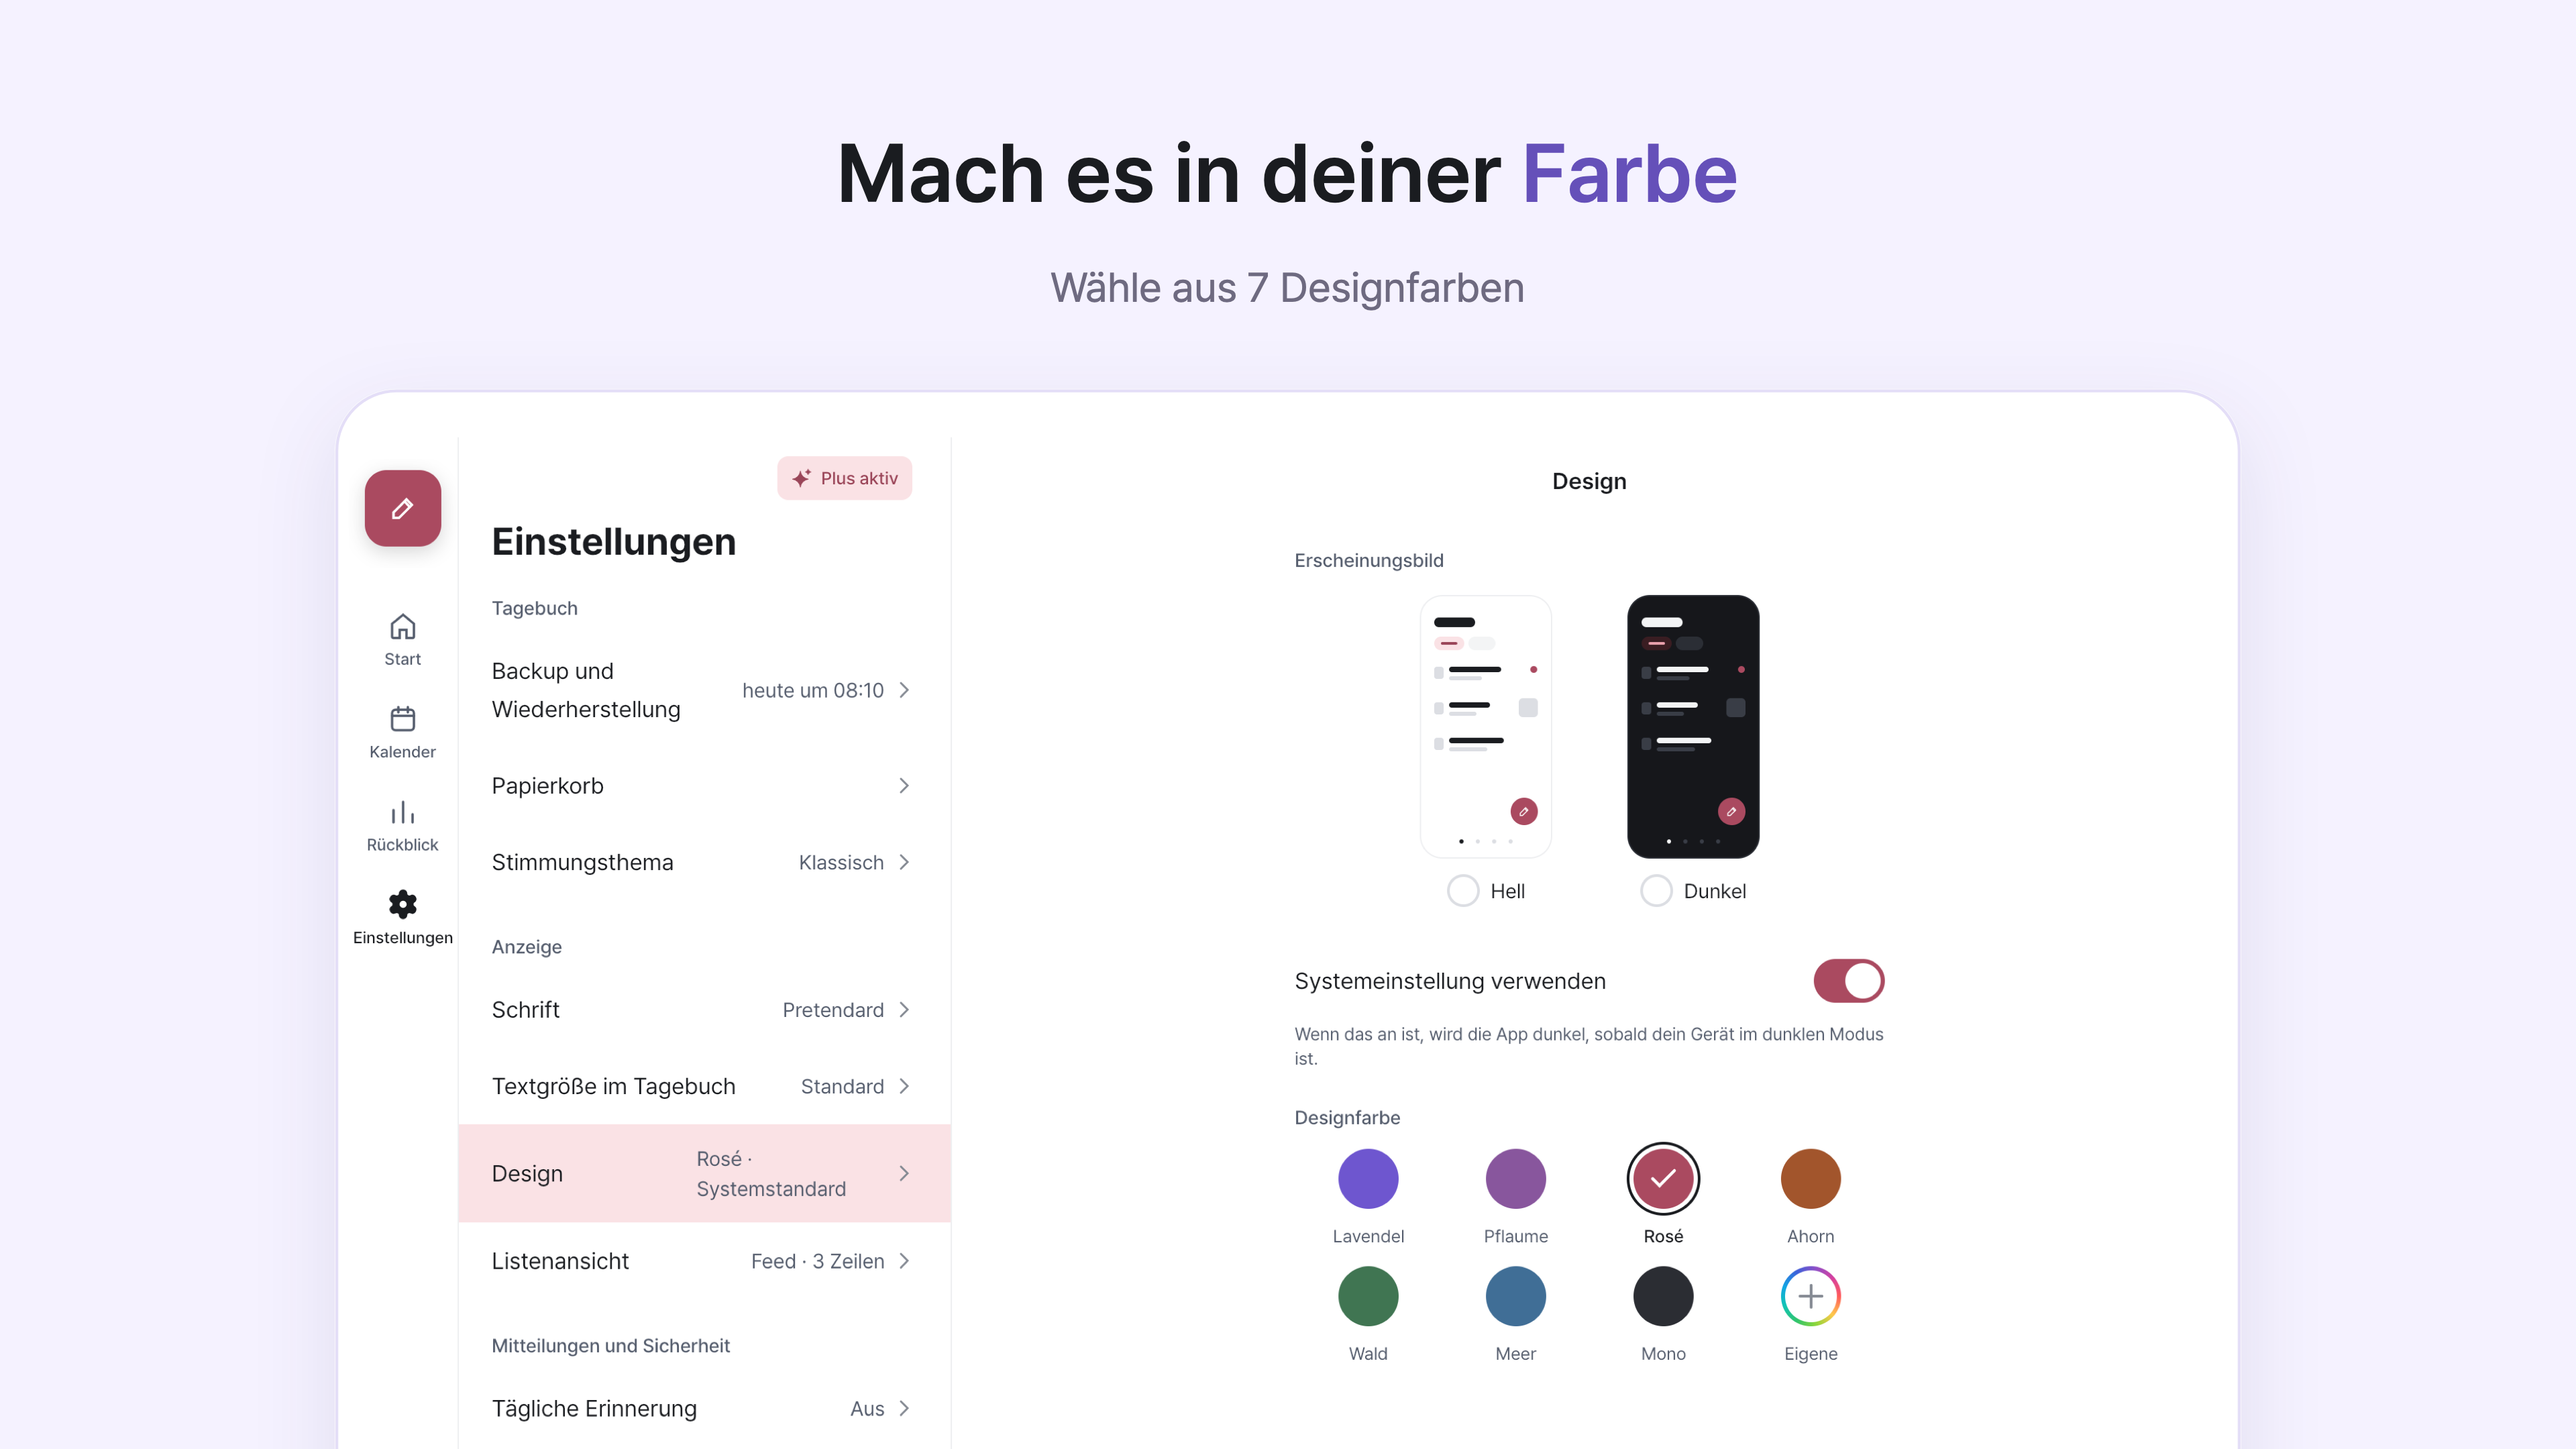 Mach es in deiner Farbe
Wähle aus 7 Designfarben
Start
Kalender
Rückblick
Einstellungen
Plus aktiv
Einstellungen
Tagebuch
Backup und
Wiederherstellung
heute um 08:10
Papierkorb
Stimmungsthema
Klassisch
Anzeige
Schrift
Pretendard
Textgröße im Tagebuch
Standard
Design
Rosé ·
Systemstandard
Listenansicht
Feed · 3 Zeilen
Mitteilungen und Sicherheit
Tägliche Erinnerung
Aus
Design
Erscheinungsbild
Hell
Dunkel
Systemeinstellung verwenden
Wenn das an ist, wird die App dunkel, sobald dein Gerät im dunklen Modus
ist.
Designfarbe
Lavendel
Pflaume
Rosé
Ahorn
Wald
Meer
Mono
Eigene